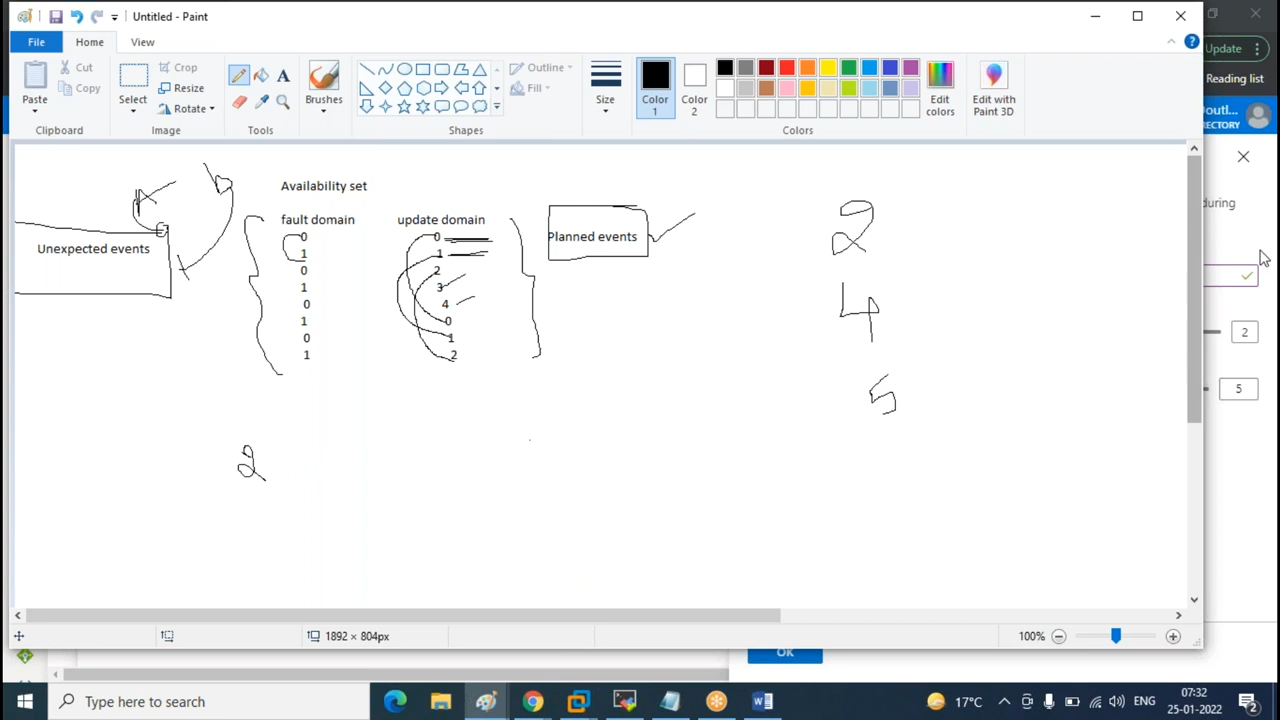 Untitled - Paint
File Home View
Update
Reading list
Paste
Cut
Copy
Clipboard
Select
Crop
Resize
Rotate
Image
A
Tools
Brushes
Shapes
Outline
Fill
Size
Color 1
Color 2
Colors
Edit colors
Edit with Paint 3D
outl...
RECTORY
during
Availability set
fault domain update domain
Unexpected events
Planned events
0 0
1 1
0 2
1 3
0 4
1 0
0 1
1 2
2
4
5
2
2
5
1892 × 804px
100%
OK
Type here to search
17°C
ENG
07:32
25-01-2022
2